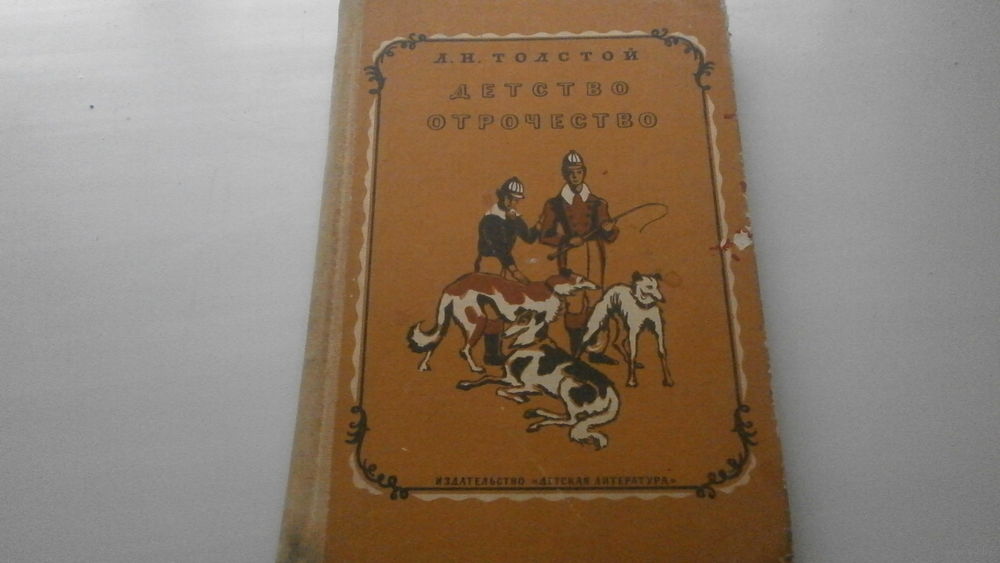 Л.Н. ТОЛСТОЙ
ДЕТСТВО
ОТРОЧЕСТВО
ИЗДАТЕЛЬСТВО «ДЕТСКАЯ ЛИТЕРАТУРА»